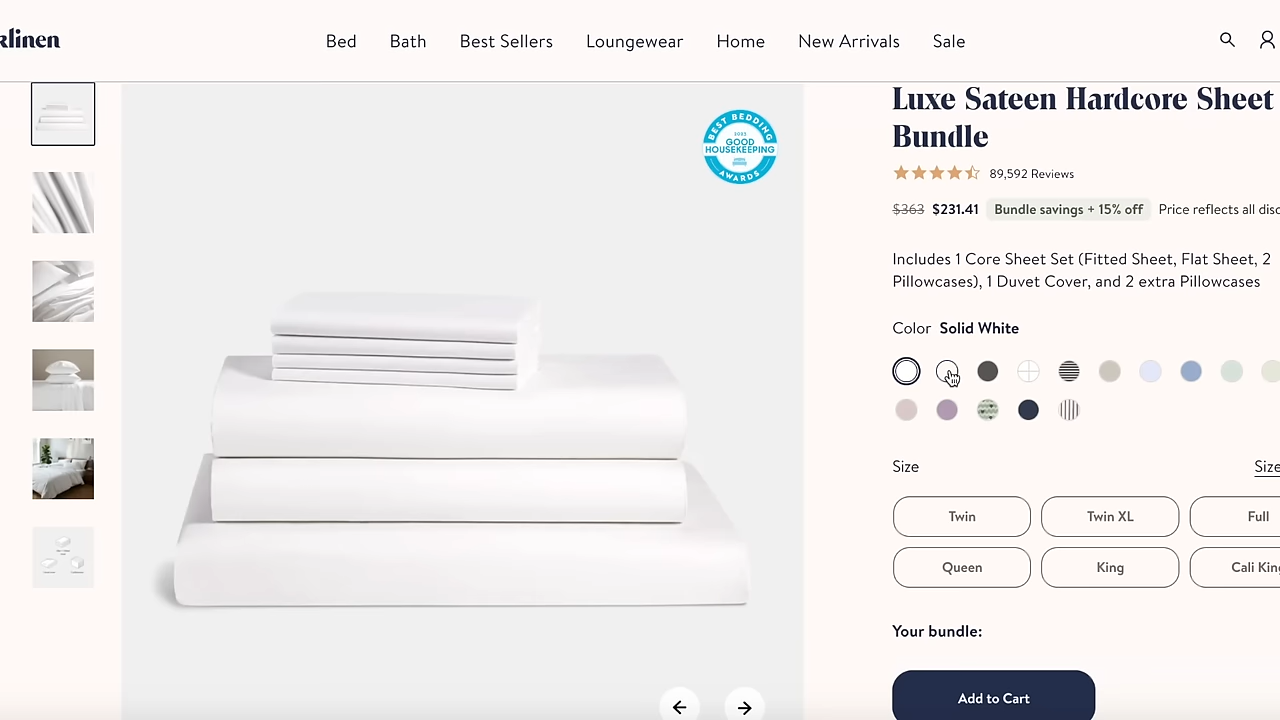 klinen
Bed Bath Best Sellers Loungewear Home New Arrivals Sale
BEST BEDDING
2023
GOOD
HOUSEKEEPING
AWARDS
Luxe Sateen Hardcore Sheet
Bundle
89,592 Reviews
$363 $231.41 Bundle savings + 15% off Price reflects all disc
Includes 1 Core Sheet Set (Fitted Sheet, Flat Sheet, 2
Pillowcases), 1 Duvet Cover, and 2 extra Pillowcases
Color Solid White
Size Size
Twin Twin XL Full
Queen King Cali King
Your bundle:
Add to Cart